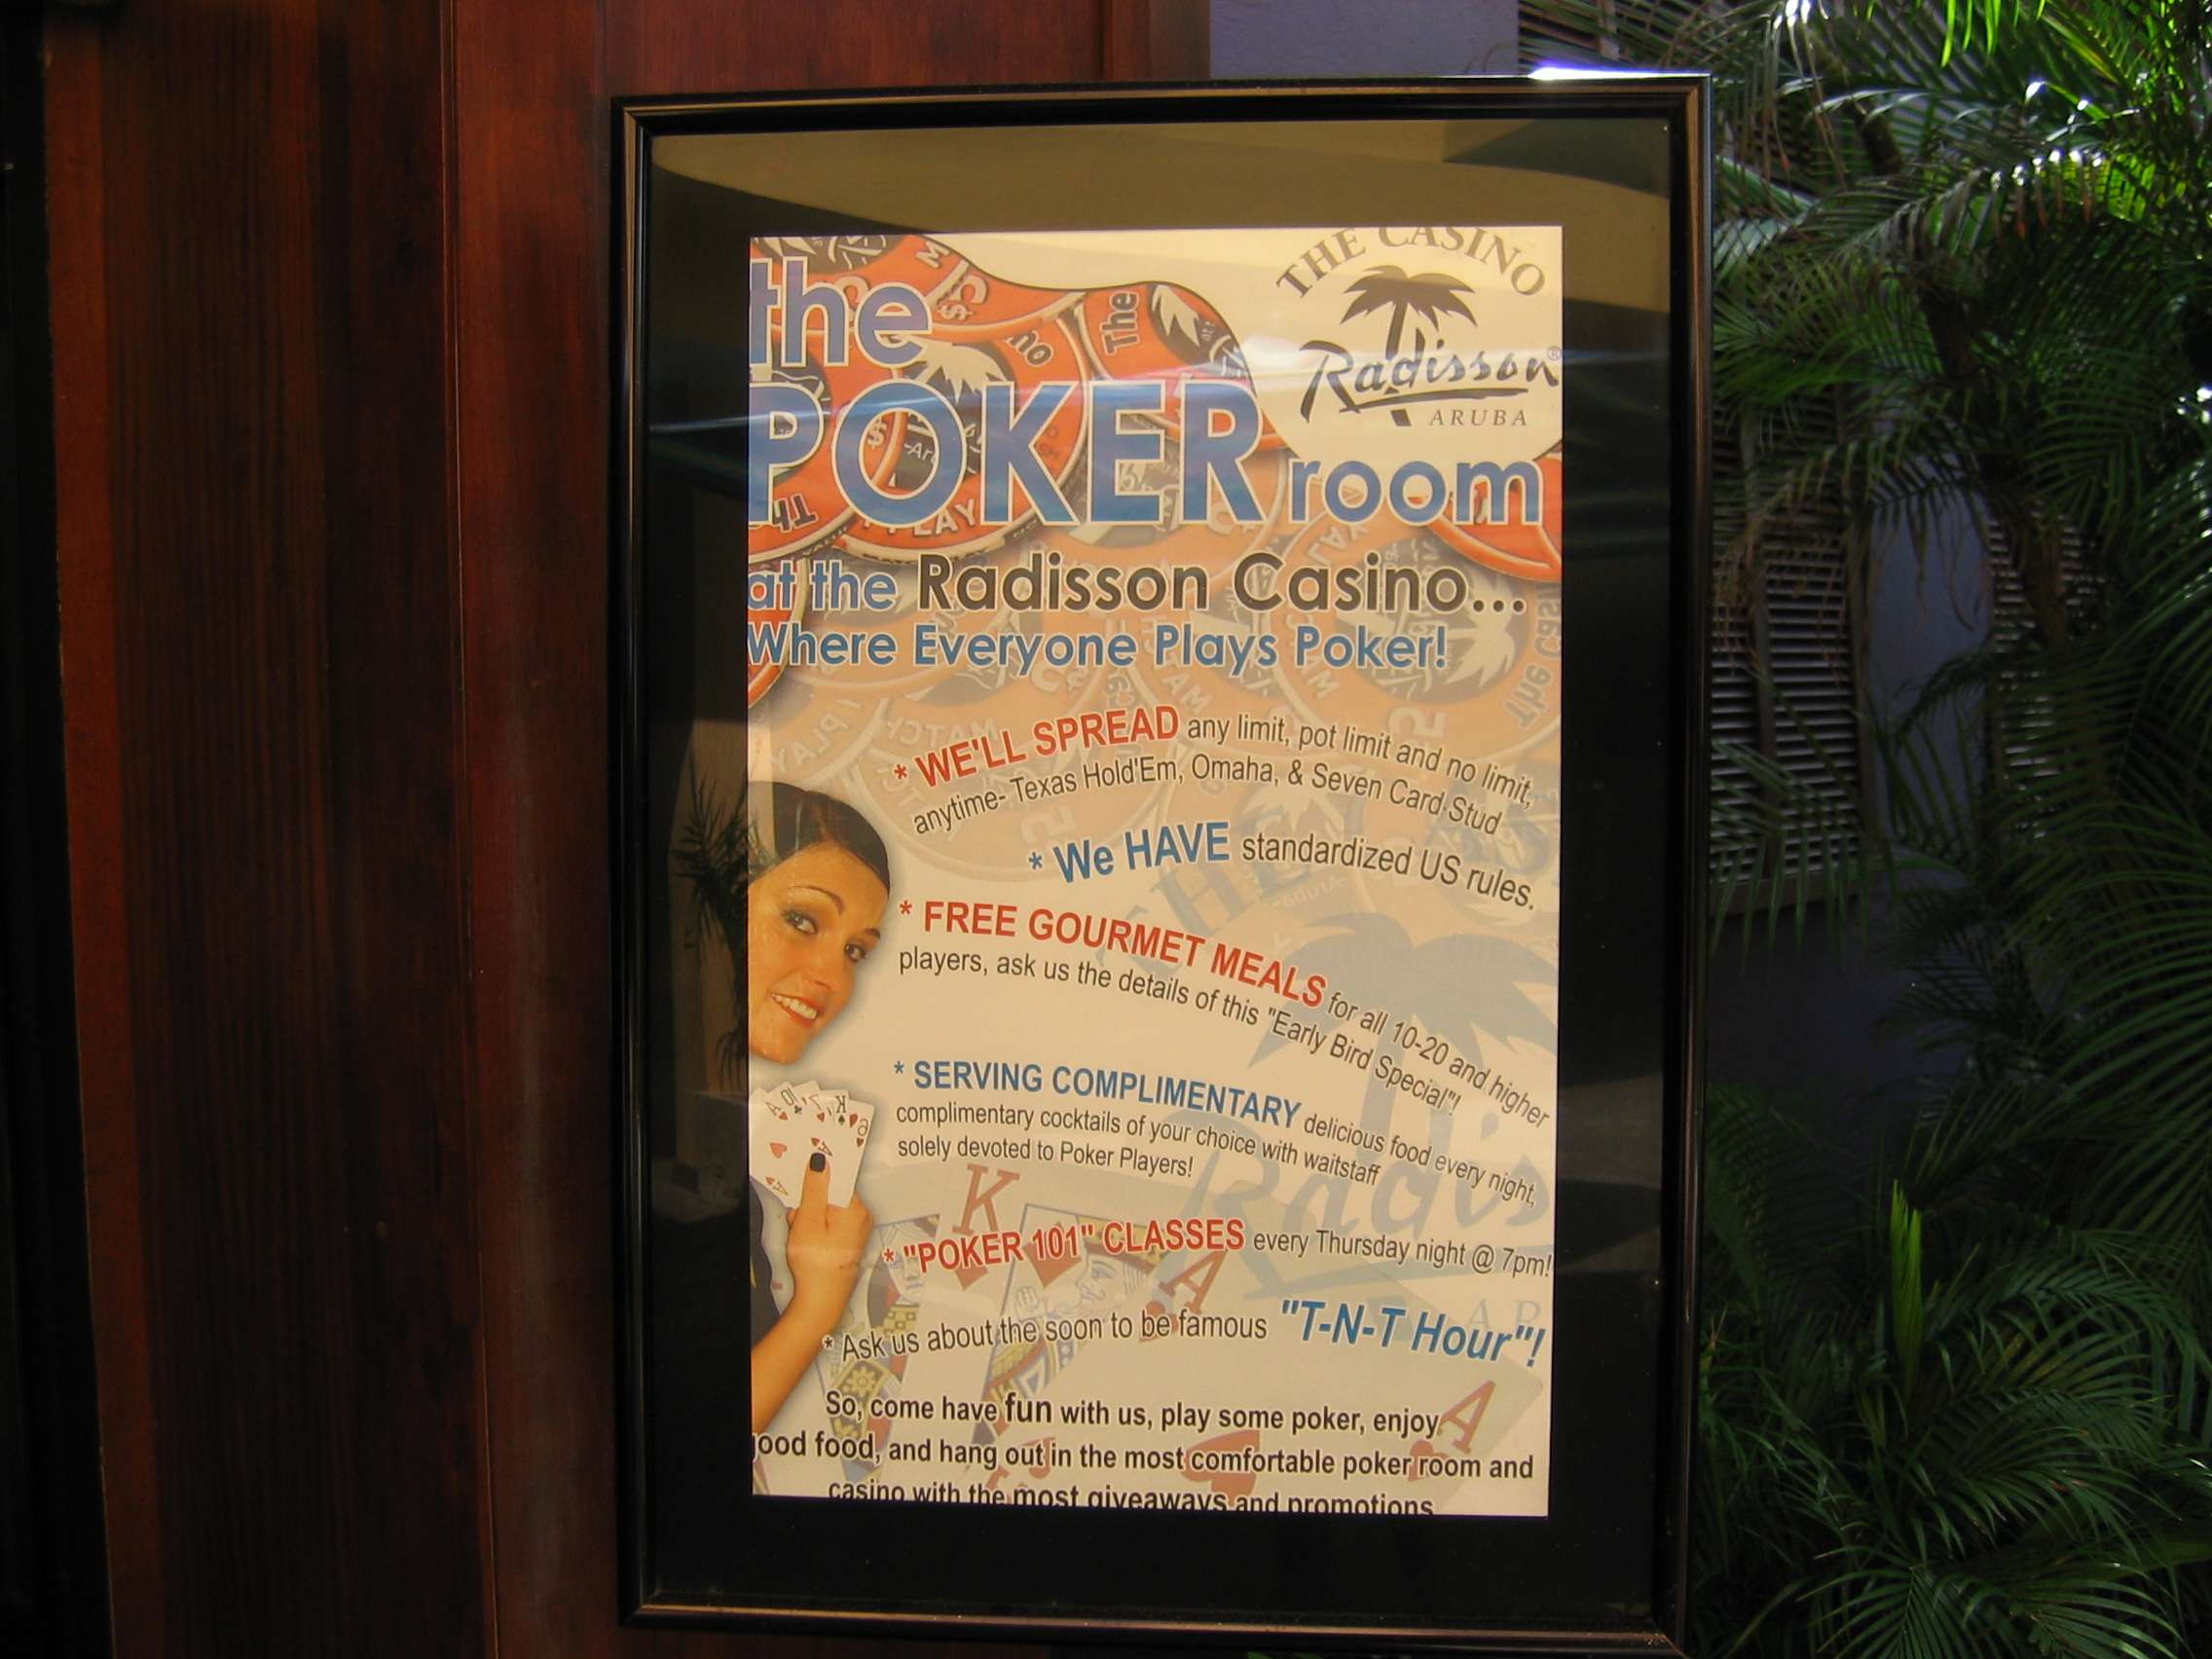 THE CASINO
Radisson®
ARUBA
the
POKER room
at the Radisson Casino...
Where Everyone Plays Poker!
* WE'LL SPREAD any limit, pot limit and no limit,
anytime- Texas Hold'Em, Omaha, & Seven Card Stud
* We HAVE standardized US rules.
* FREE GOURMET MEALS for all 10-20 and higher
players, ask us the details of this "Early Bird Special"!
* SERVING COMPLIMENTARY delicious food every night,
complimentary cocktails of your choice with waitstaff
solely devoted to Poker Players!
* "POKER 101" CLASSES every Thursday night @ 7pm!
* Ask us about the soon to be famous "T-N-T Hour"!
So, come have fun with us, play some poker, enjoy
ood food, and hang out in the most comfortable poker room and
casino with the most giveaways and promotions